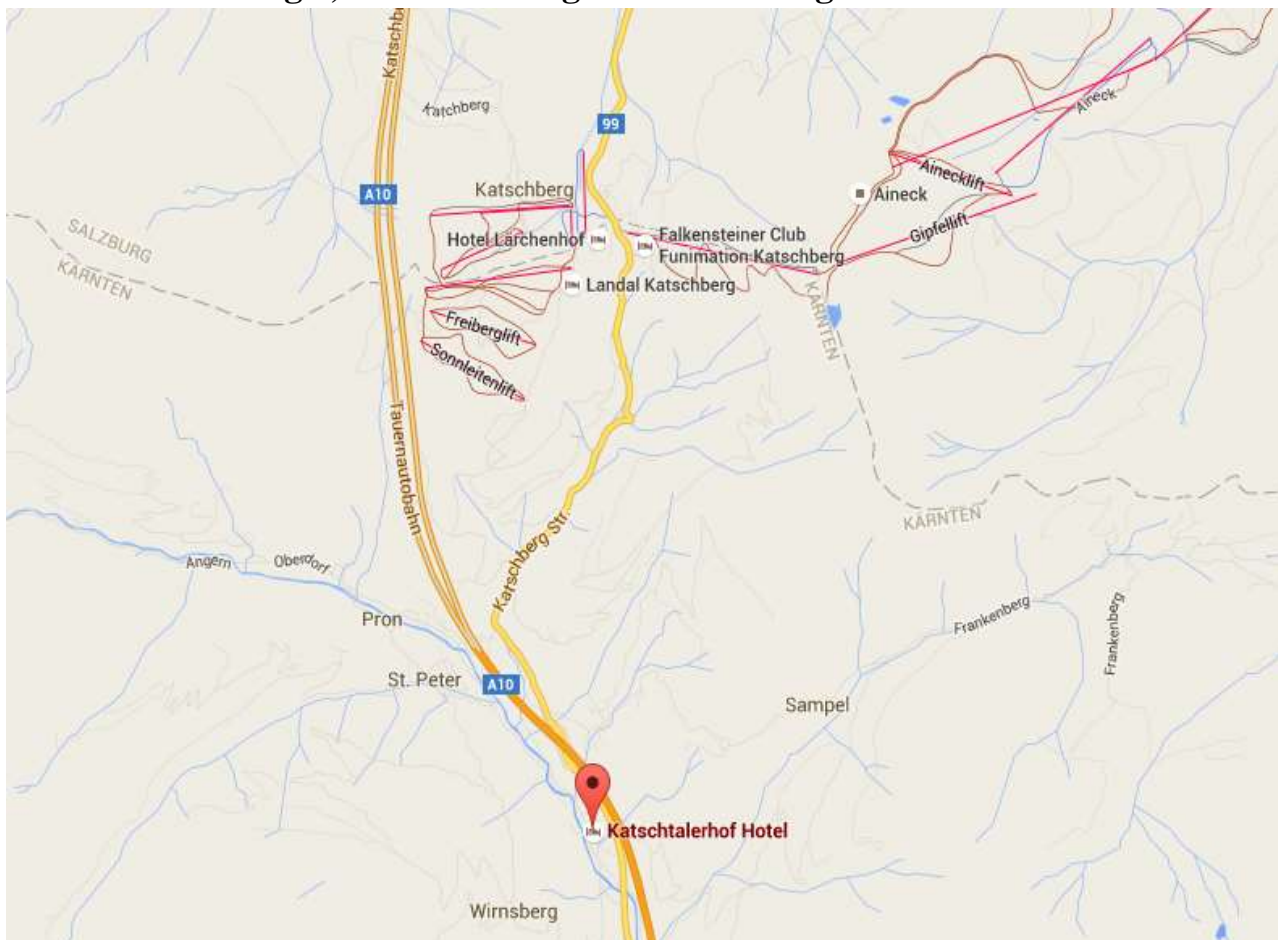 Katschb
99
Katchberg
A10
Katschberg
Aineck
Ainecklift
Aineck
SALZBURG
KÄRNTEN
Hotel Lärchenhof
Falkensteiner Club
Funimation Katschberg
Gipfellift
Landal Katschberg
KÄRNTEN
Freiberglift
Sonnleitenlift
Tauernautobahn
KÄRNTEN
Katschberg Str.
Angern
Oberdorf
Pron
Frankenberg
Frankenberg
St. Peter
A10
Sampel
Katschtalerhof Hotel
Wirnsberg